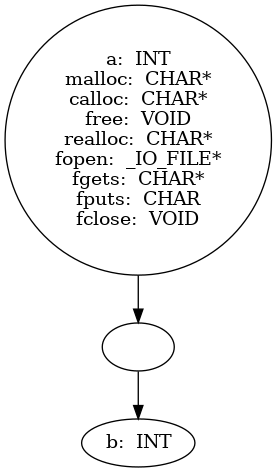 a: INT
malloc: CHAR*
calloc: CHAR*
free: VOID
realloc: CHAR*
fopen: _IO_FILE*
fgets: CHAR*
fputs: CHAR
fclose: VOID
b: INT